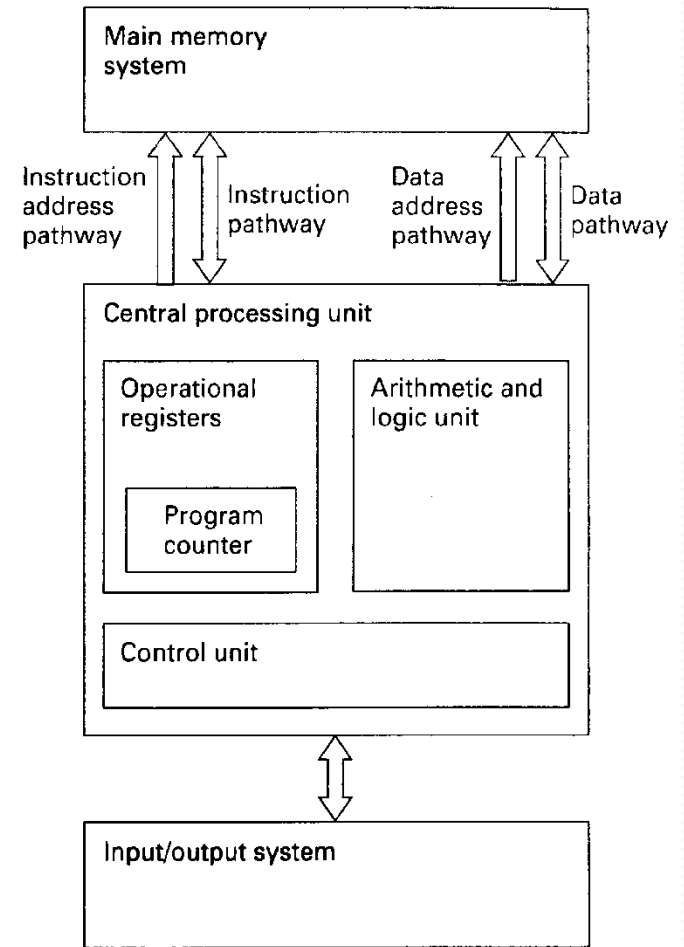 Main memory
system
Instruction
address
pathway
Instruction
pathway
Data
address
pathway
Data
pathway
Central processing unit
Operational
registers
Arithmetic and
logic unit
Program
counter
Control unit
Input/output system